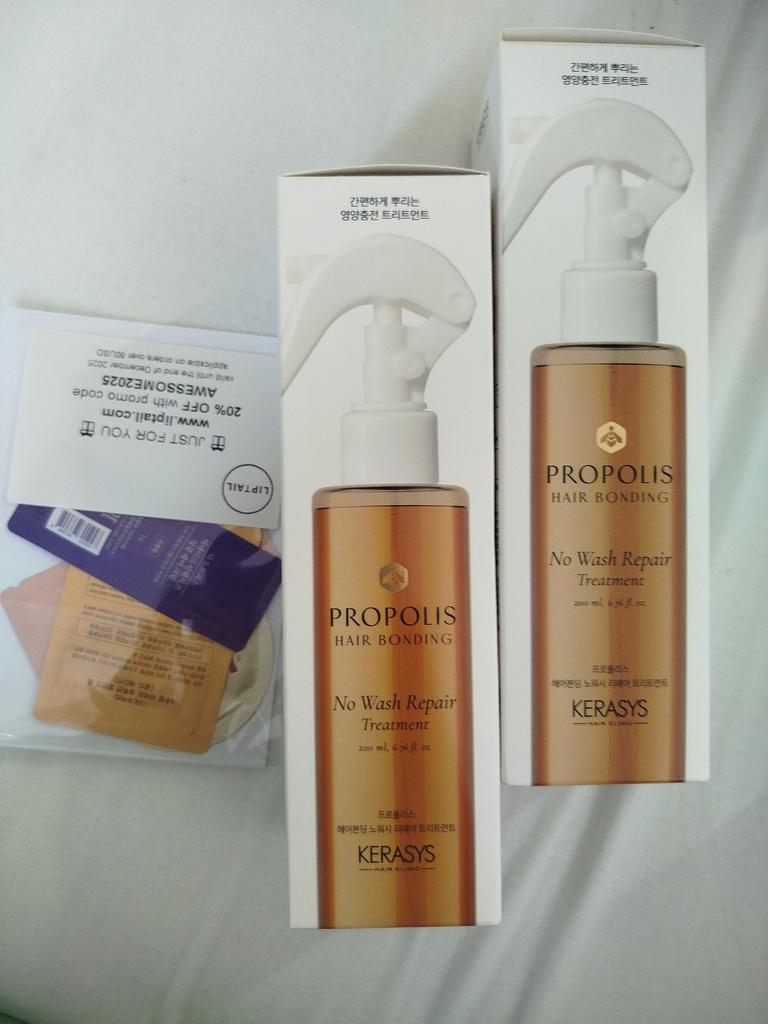 간편하게 뿌리는
영양충전 트리트먼트
PROPOLIS
HAIR BONDING
No Wash Repair
Treatment
200 ml, 6.76 fl. oz.
프로폴리스
헤어본딩 노워시 리페어 트리트먼트
KERASYS
HAIR CLINIC
간편하게 뿌리는
영양충전 트리트먼트
PROPOLIS
HAIR BONDING
No Wash Repair
Treatment
200 ml, 6.76 fl. oz.
프로폴리스
헤어본딩 노워시 리페어 트리트먼트
KERASYS
HAIR CLINIC
LIPTAIL
JUST FOR YOU
www.liptail.com
20% OFF with promo code
AWESSOME2025
valid until the end of December 2025
applicable on orders over 80USD